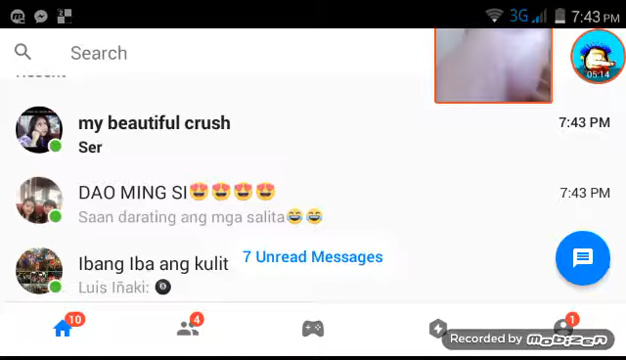 3G 7:43 PM
Search
05:14
my beautiful crush 7:43 PM
Ser
DAO MING SI😍😍😍😍 7:43 PM
Saan darating ang mga salita😂😂
Ibang Iba ang kulit
7 Unread Messages
Luis Iñaki: 🎱
10
4
1
Recorded by mobizen